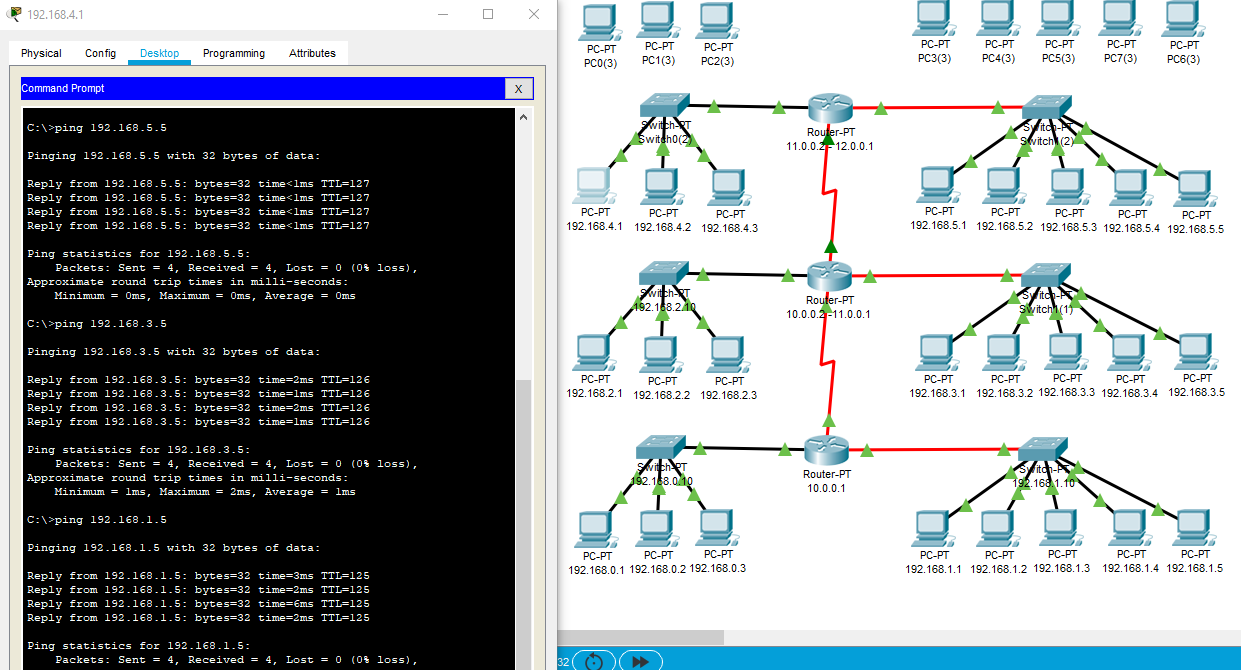 192.168.4.1
Physical Config Desktop Programming Attributes
Command Prompt
X
C:\>ping 192.168.5.5
Pinging 192.168.5.5 with 32 bytes of data:
Reply from 192.168.5.5: bytes=32 time<1ms TTL=127
Reply from 192.168.5.5: bytes=32 time<1ms TTL=127
Reply from 192.168.5.5: bytes=32 time<1ms TTL=127
Reply from 192.168.5.5: bytes=32 time<1ms TTL=127
Ping statistics for 192.168.5.5:
Packets: Sent = 4, Received = 4, Lost = 0 (0% loss),
Approximate round trip times in milli-seconds:
Minimum = 0ms, Maximum = 0ms, Average = 0ms
C:\>ping 192.168.3.5
Pinging 192.168.3.5 with 32 bytes of data:
Reply from 192.168.3.5: bytes=32 time=2ms TTL=126
Reply from 192.168.3.5: bytes=32 time=1ms TTL=126
Reply from 192.168.3.5: bytes=32 time=2ms TTL=126
Reply from 192.168.3.5: bytes=32 time=1ms TTL=126
Ping statistics for 192.168.3.5:
Packets: Sent = 4, Received = 4, Lost = 0 (0% loss),
Approximate round trip times in milli-seconds:
Minimum = 1ms, Maximum = 2ms, Average = 1ms
C:\>ping 192.168.1.5
Pinging 192.168.1.5 with 32 bytes of data:
Reply from 192.168.1.5: bytes=32 time=3ms TTL=125
Reply from 192.168.1.5: bytes=32 time=2ms TTL=125
Reply from 192.168.1.5: bytes=32 time=6ms TTL=125
Reply from 192.168.1.5: bytes=32 time=2ms TTL=125
Ping statistics for 192.168.1.5:
Packets: Sent = 4, Received = 4, Lost = 0 (0% loss),
PC-PT PC-PT PC-PT PC-PT PC-PT PC-PT PC-PT PC-PT
PC0(3) PC1(3) PC2(3) PC3(3) PC4(3) PC5(3) PC7(3) PC6(3)
Switch-PT Router-PT Switch-PT
Switch0(2) 11.0.0.2 - 12.0.0.1 Switch1(2)
PC-PT PC-PT PC-PT PC-PT PC-PT PC-PT PC-PT PC-PT
192.168.4.1 192.168.4.2 192.168.4.3 192.168.5.1 192.168.5.2 192.168.5.3 192.168.5.4 192.168.5.5
Switch-PT Router-PT Switch-PT
192.168.2.10 10.0.0.2 -11.0.0.1 Switch1(1)
PC-PT PC-PT PC-PT PC-PT PC-PT PC-PT PC-PT PC-PT
192.168.2.1 192.168.2.2 192.168.2.3 192.168.3.1 192.168.3.2 192.168.3.3 192.168.3.4 192.168.3.5
Switch-PT Router-PT Switch-PT
192.168.0.10 10.0.0.1 192.168.1.10
PC-PT PC-PT PC-PT PC-PT PC-PT PC-PT PC-PT PC-PT
192.168.0.1 192.168.0.2 192.168.0.3 192.168.1.1 192.168.1.2 192.168.1.3 192.168.1.4 192.168.1.5
32